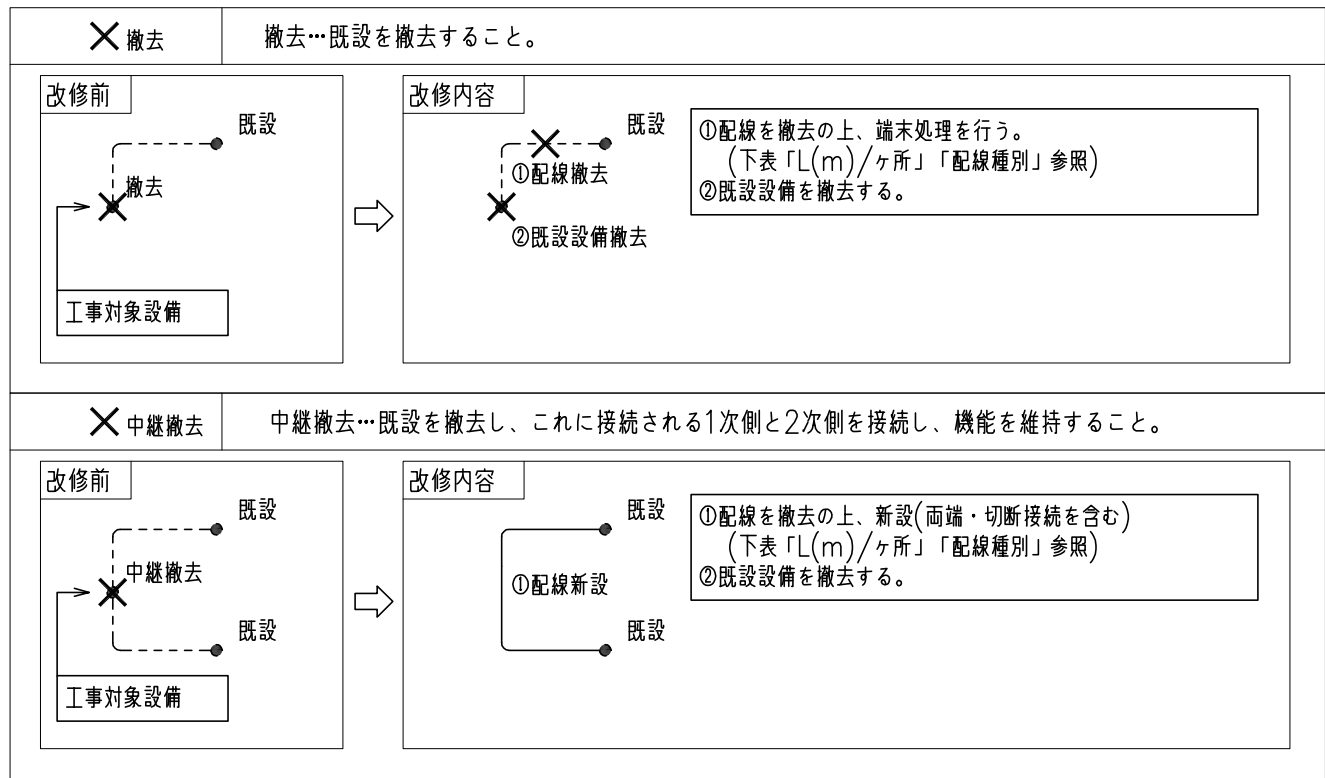 撤去
撤去…既設を撤去すること。
改修前
既設
撤去
工事対象設備
改修内容
既設
①配線撤去
②既設設備撤去
①配線を撤去の上、端末処理を行う。
(下表「L(m)/ヶ所」「配線種別」参照)
②既設設備を撤去する。
中継撤去
中継撤去…既設を撤去し、これに接続される1次側と2次側を接続し、機能を維持すること。
改修前
既設
中継撤去
既設
工事対象設備
改修内容
既設
①配線新設
既設
①配線を撤去の上、新設(両端・切断接続を含む)
(下表「L(m)/ヶ所」「配線種別」参照)
②既設設備を撤去する。